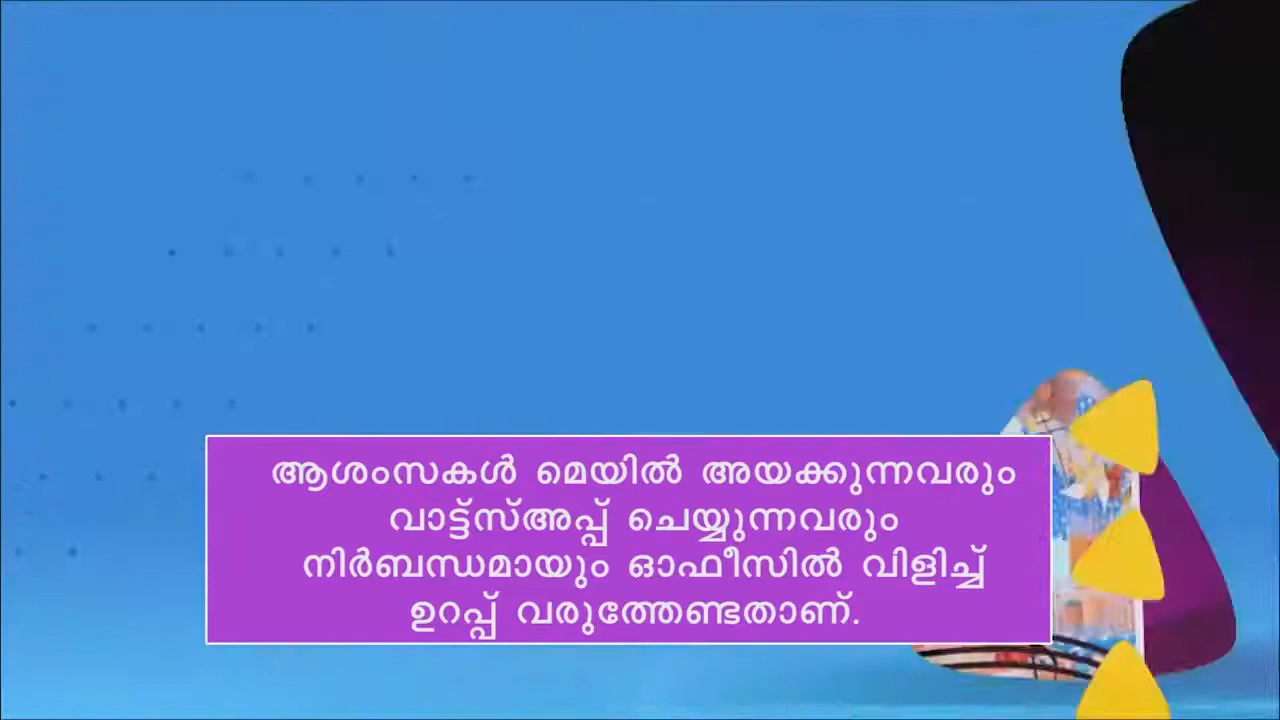 ആശംസകൾ മെയിൽ അയക്കുന്നവരും
വാട്ട്സ്അപ്പ് ചെയ്യുന്നവരും
നിർബന്ധമായും ഓഫീസിൽ വിളിച്ച്
ഉറപ്പ് വരുത്തേണ്ടതാണ്.